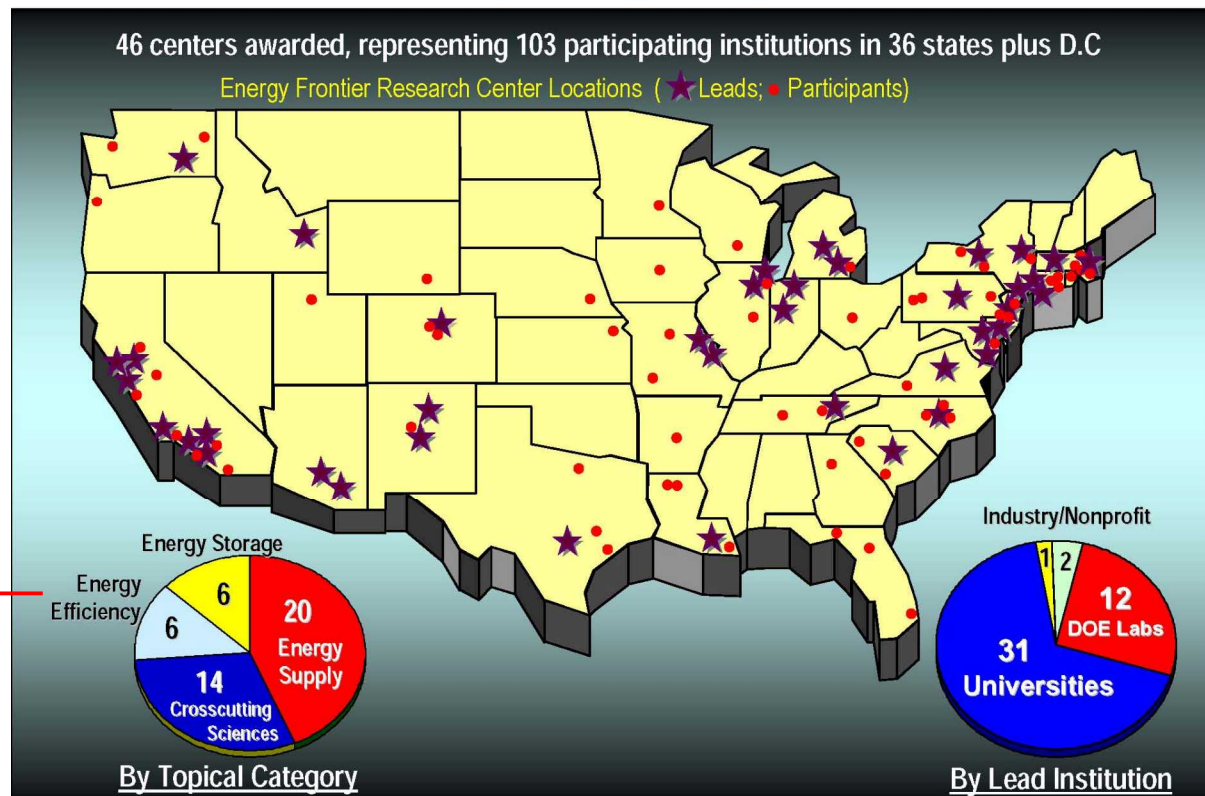 46 centers awarded, representing 103 participating institutions in 36 states plus D.C
Energy Frontier Research Center Locations ( Leads; Participants)
Energy Storage
Energy
Efficiency
6
6
20
Energy
Supply
14
Crosscutting
Sciences
By Topical Category
Industry/Nonprofit
1
2
12
DOE Labs
31
Universities
By Lead Institution